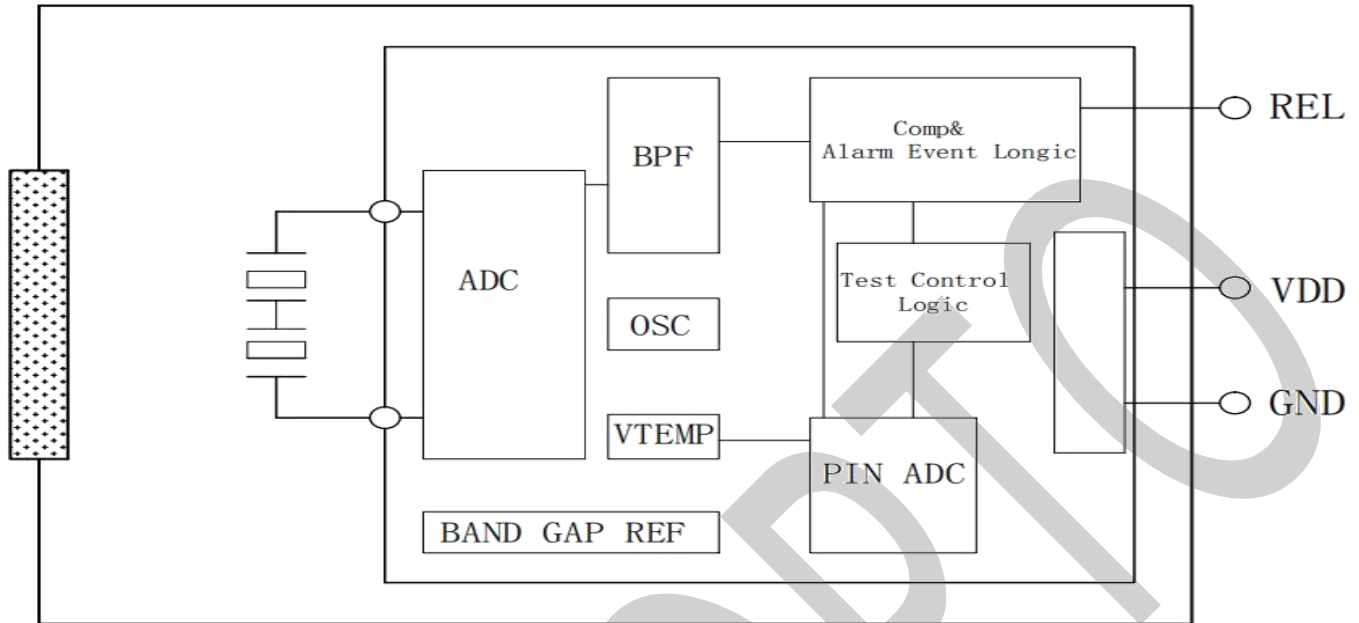 REL
Comp&
Alarm Event Longic
BPF
ADC
Test Control
Logic
VDD
OSC
GND
VTEMP
PIN ADC
BAND GAP REF